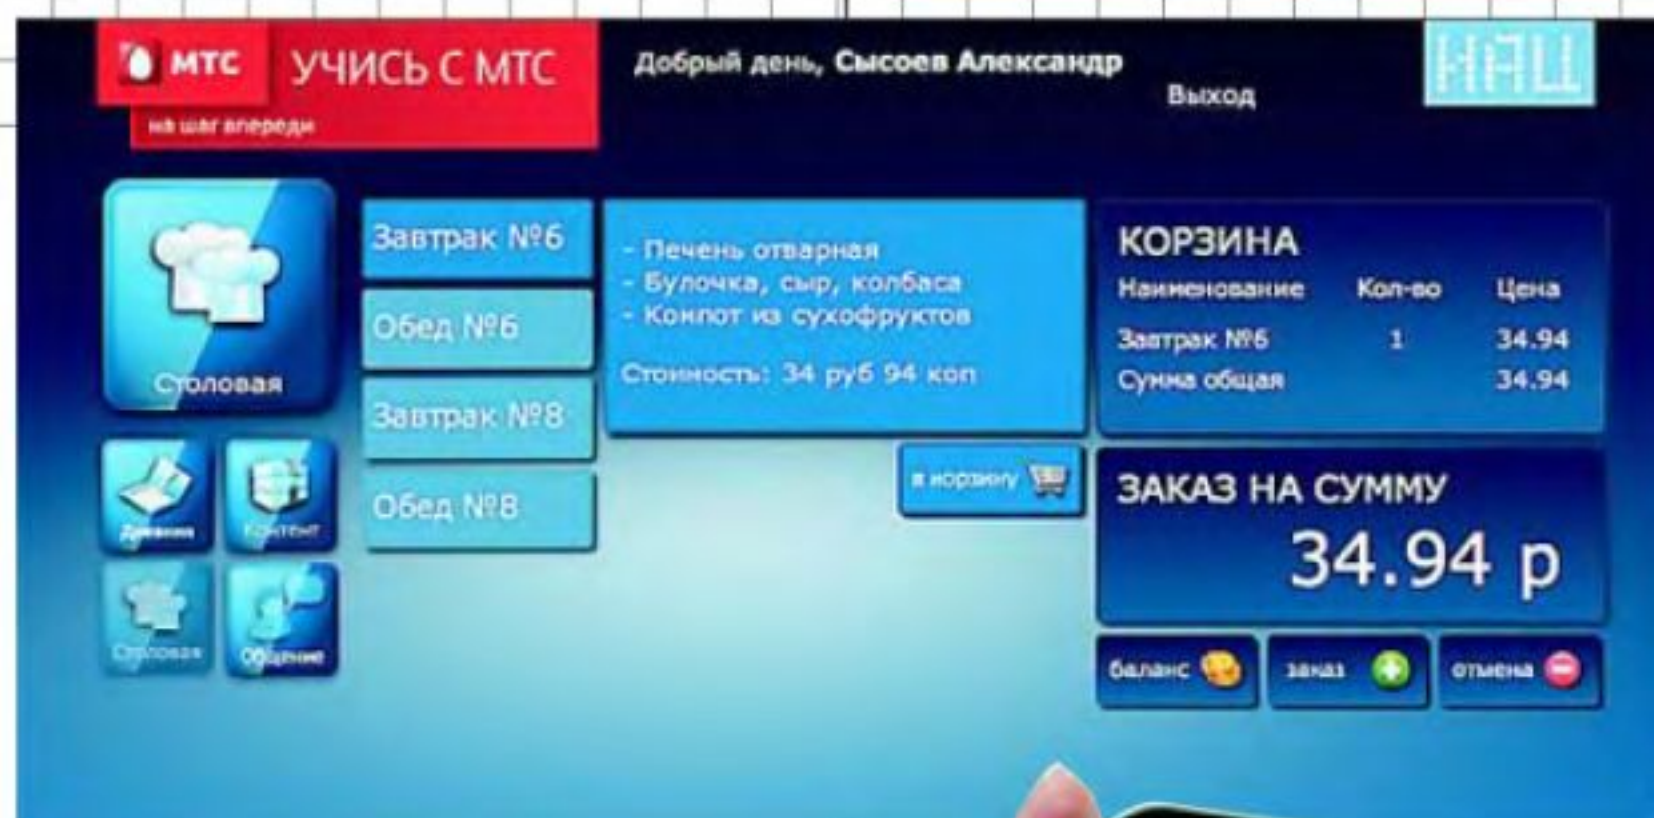 МТС
УЧИСЬ С МТС
на шаг впереди
Добрый день, Сысоев Александр
Выход
НАЦ
Столовая
Дневник
Контент
Столовая
Общение
Завтрак №6
Обед №6
Завтрак №8
Обед №8
- Печень отварная
- Булочка, сыр, колбаса
- Компот из сухофруктов
Стоимость: 34 руб 94 коп
в корзину
КОРЗИНА
Наименование Кол-во Цена
Завтрак №6 1 34.94
Сумма общая 34.94
ЗАКАЗ НА СУММУ
34.94 р
баланс
заказ
отмена